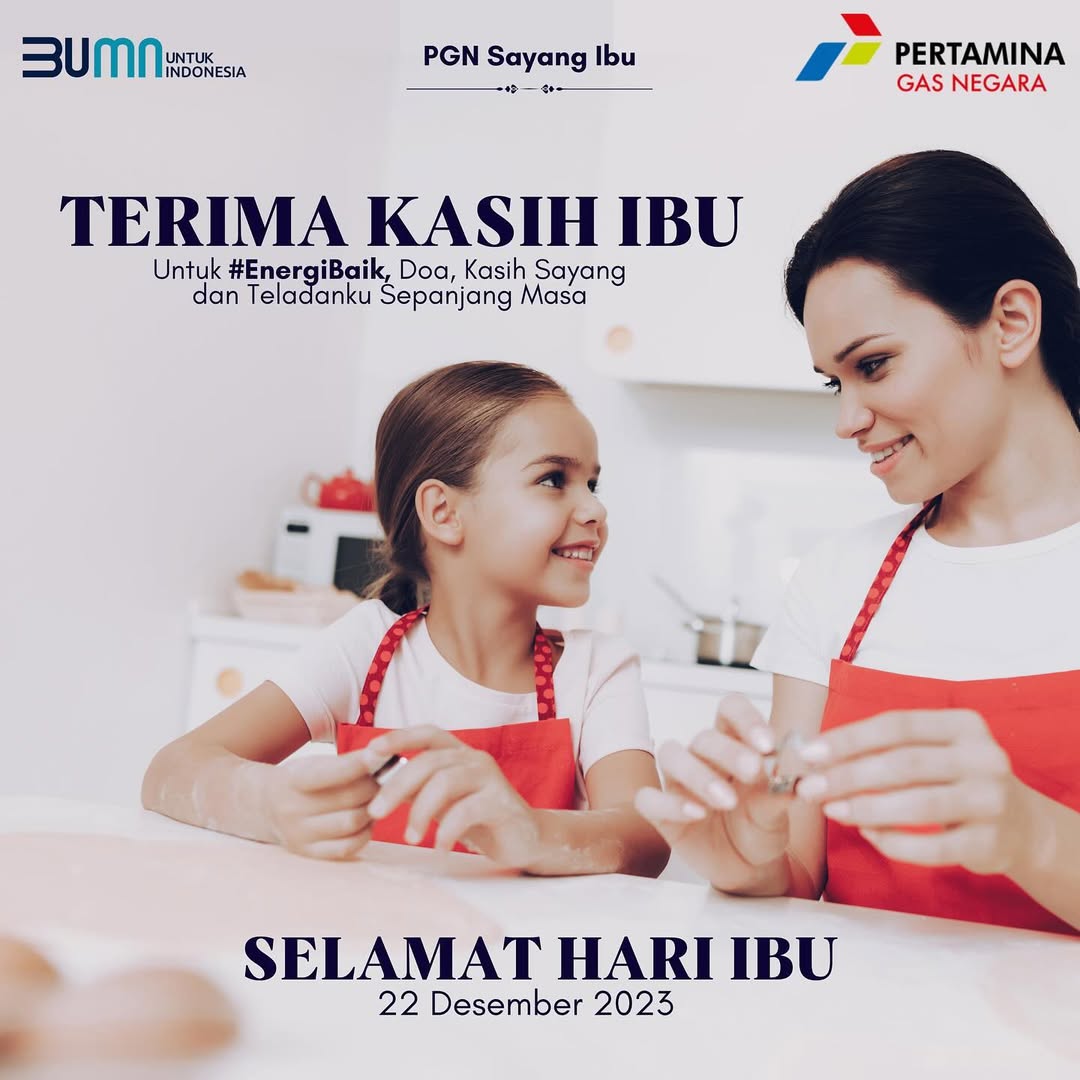 BUMN UNTUK
INDONESIA
PGN Sayang Ibu
PERTAMINA
GAS NEGARA
TERIMA KASIH IBU
Untuk #EnergiBaik, Doa, Kasih Sayang
dan Teladanku Sepanjang Masa
SELAMAT HARI IBU
22 Desember 2023